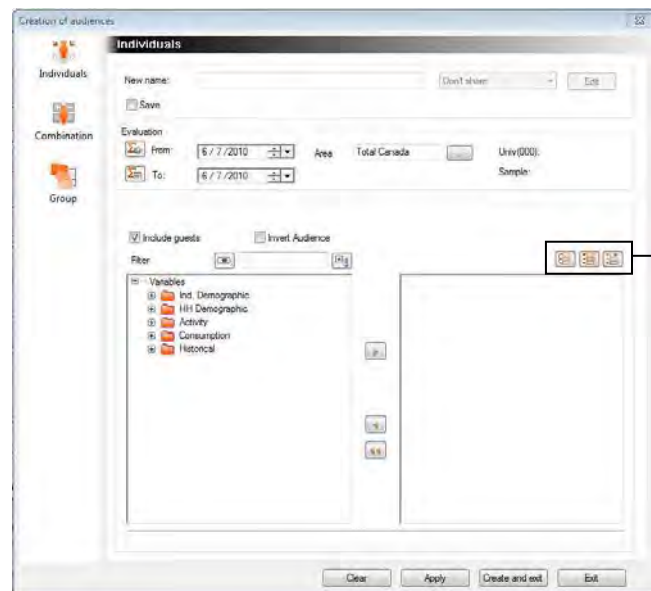 Creation of audiences
Individuals
Individuals
Combination
Group
New name:
Don't share
Edit
Save
Evaluation
From:
6 / 7 /2010
Area
Total Canada
...
Univ(000):
To:
6 / 7 /2010
Sample:
Include guests
Invert Audience
Filter
Variables
Ind. Demographic
HH Demographic
Activity
Consumption
Historical
Clear
Apply
Create and exit
Exit